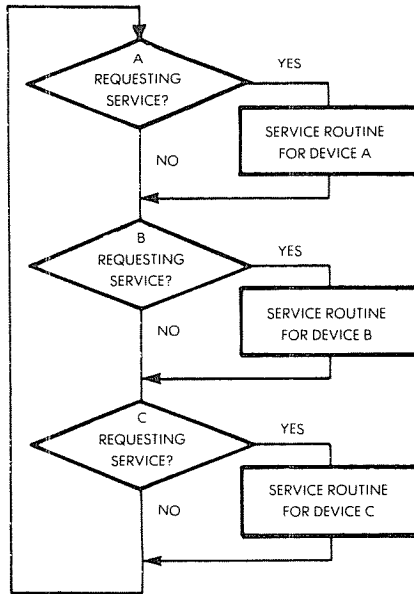 A
REQUESTING
SERVICE?
YES
SERVICE ROUTINE
FOR DEVICE A
NO
B
REQUESTING
SERVICE?
YES
SERVICE ROUTINE
FOR DEVICE B
NO
C
REQUESTING
SERVICE?
YES
SERVICE ROUTINE
FOR DEVICE C
NO